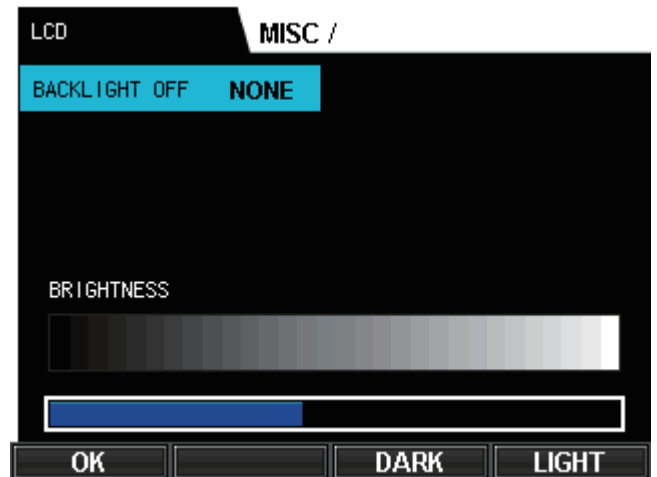 LCD MISC /
BACKLIGHT OFF NONE
BRIGHTNESS
OK DARK LIGHT